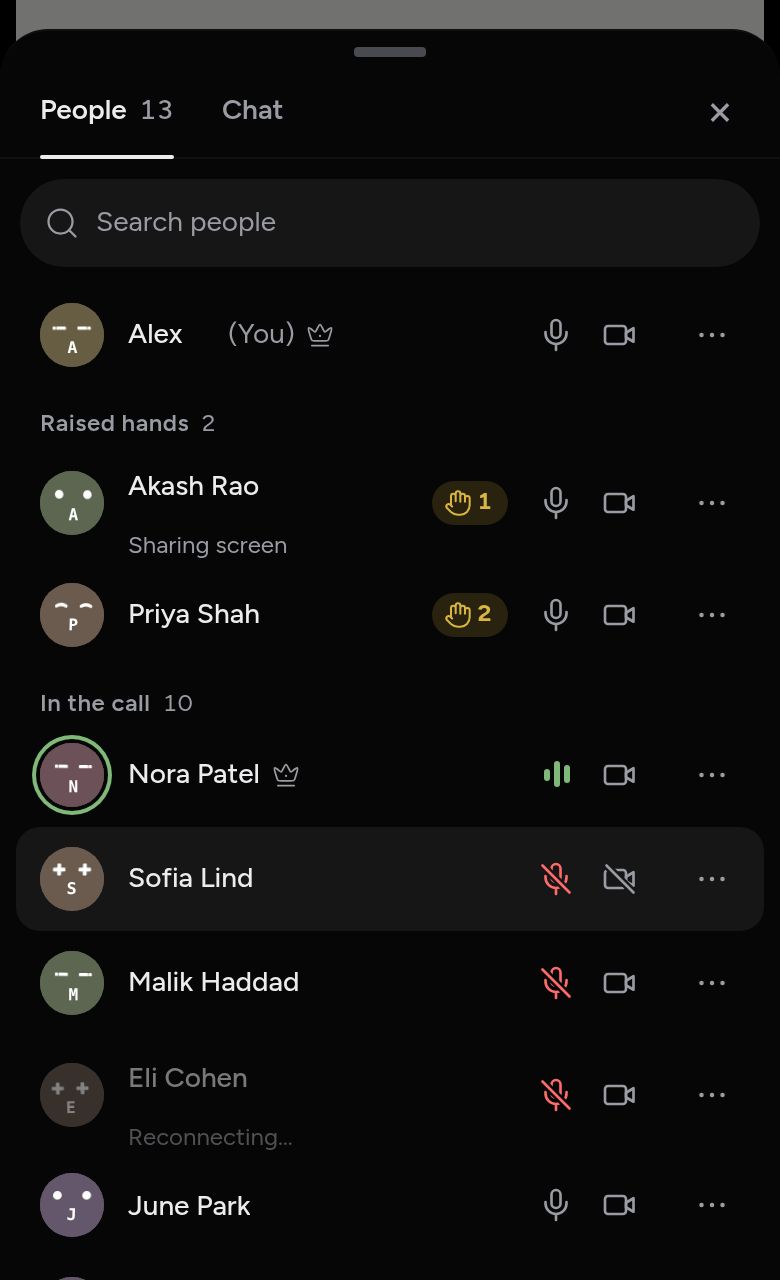 People 13 Chat
Search people
A Alex (You)
Raised hands 2
Akash Rao 1
A
Sharing screen
Priya Shah 2
P
In the call 10
Nora Patel
N
Sofia Lind
S
Malik Haddad
M
Eli Cohen
E
Reconnecting...
June Park
J